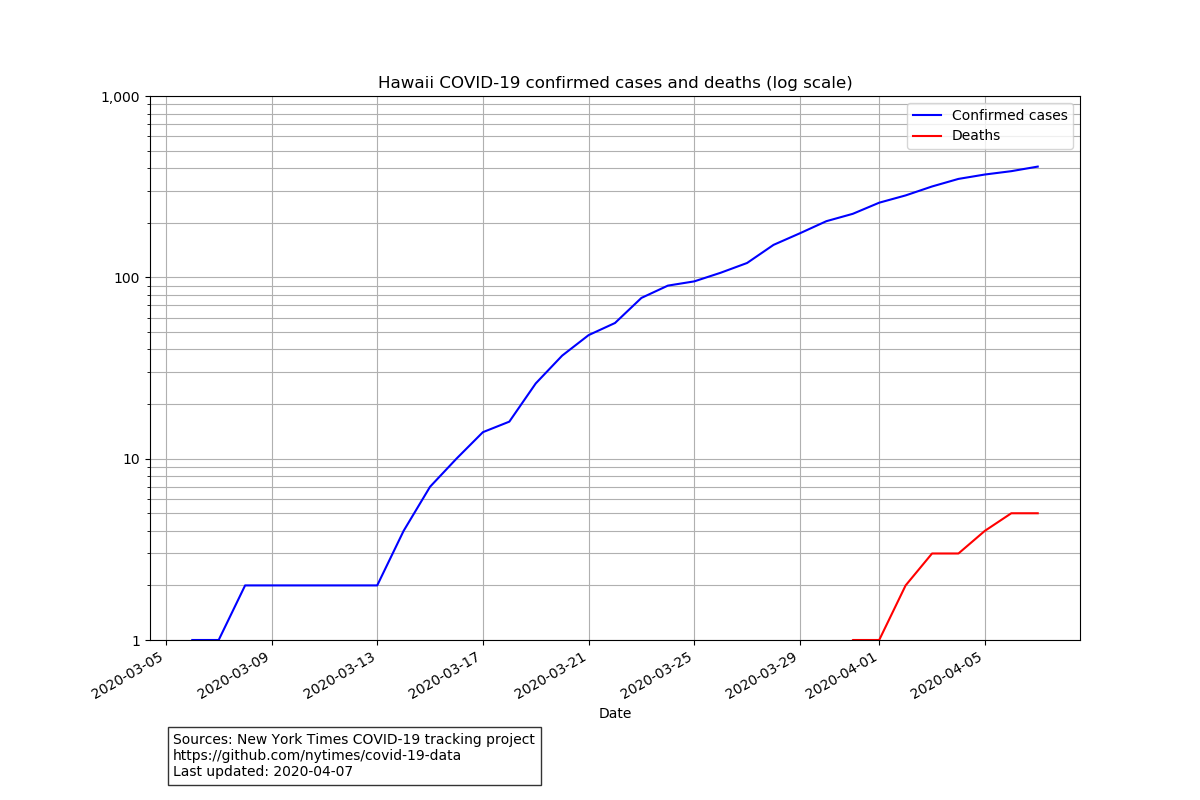 Hawaii COVID-19 confirmed cases and deaths (log scale)
1,000
100
10
1
Confirmed cases
Deaths
2020-03-05
2020-03-09
2020-03-13
2020-03-17
2020-03-21
2020-03-25
2020-03-29
2020-04-01
2020-04-05
Date
Sources: New York Times COVID-19 tracking project
https://github.com/nytimes/covid-19-data
Last updated: 2020-04-07